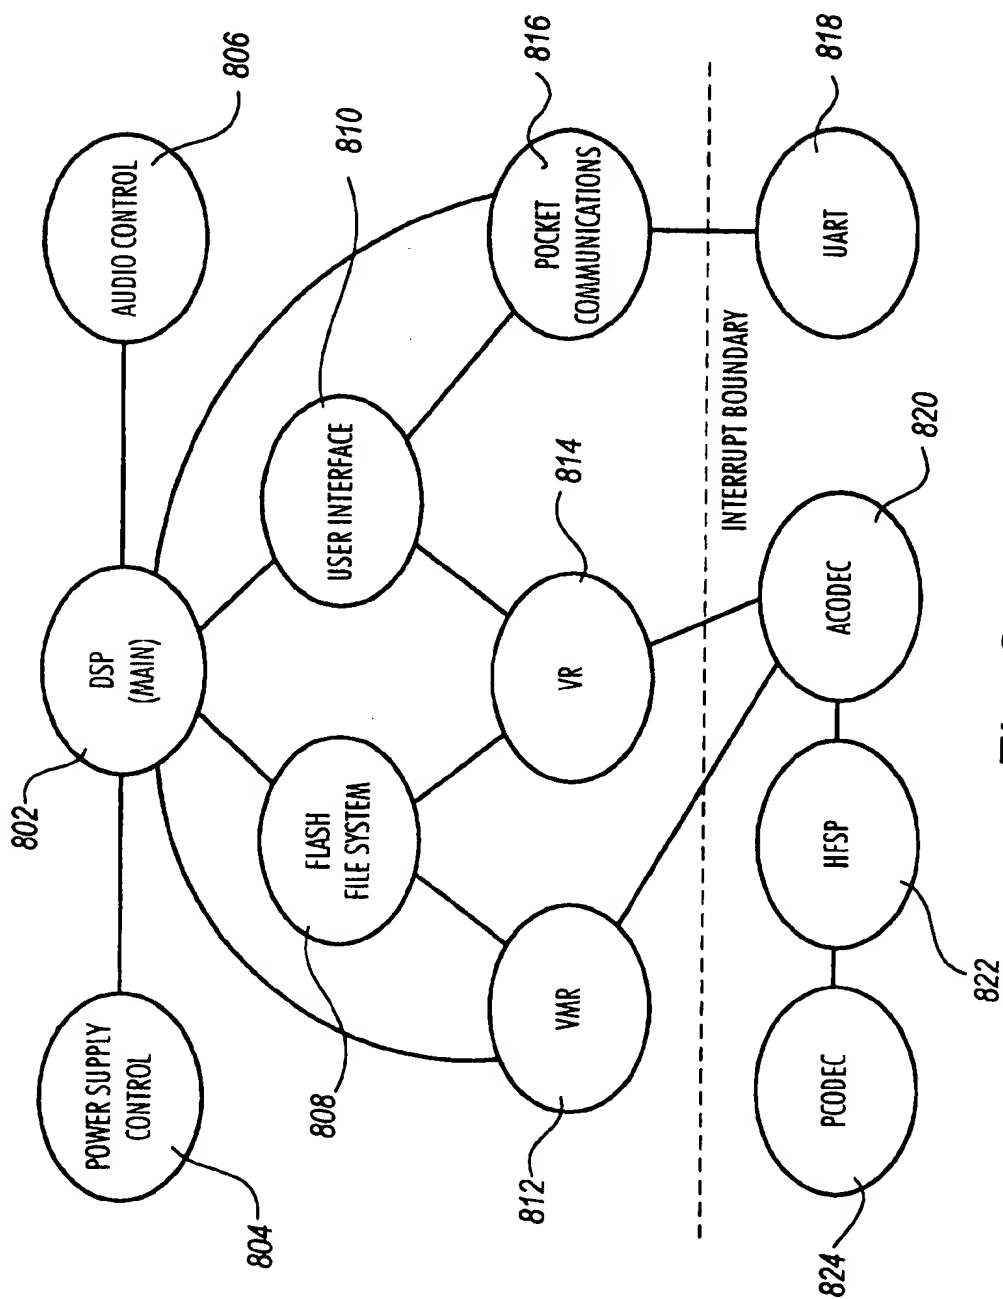 802
POWER SUPPLY
CONTROL
DSP
(MAIN)
AUDIO CONTROL
804
806
808
FLASH
FILE SYSTEM
USER INTERFACE
810
812
VMR
VR
814
POCKET
COMMUNICATIONS
816
INTERRUPT BOUNDARY
824
PCODEC
822
HFSP
ACODEC
820
UART
818